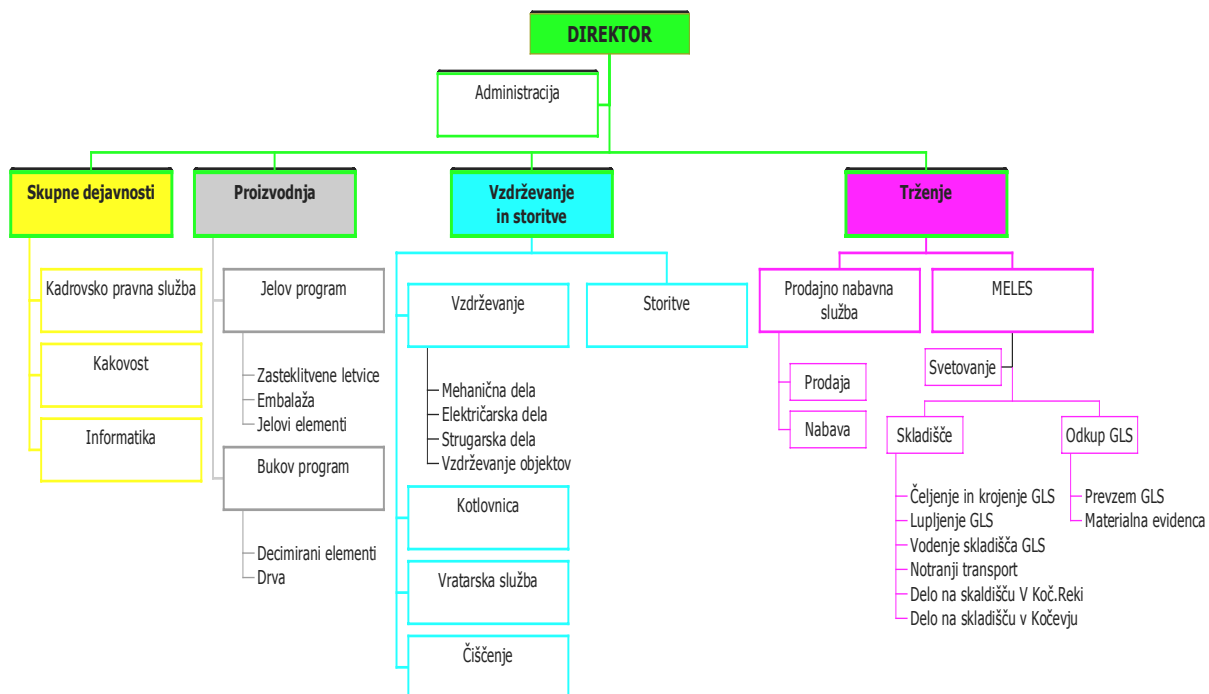 DIREKTOR
Administracija
Skupne dejavnosti
Kadrovsko pravna služba
Kakovost
Informatika
Proizvodnja
Jelov program
Zasteklitvene letvice
Embalaža
Jelovi elementi
Bukov program
Decimirani elementi
Drva
Vzdrževanje
in storitve
Vzdrževanje
Mehanična dela
Električarska dela
Strugarska dela
Vzdrževanje objektov
Kotlovnica
Vratarska služba
Čiščenje
Storitve
Trženje
Prodajno nabavna
služba
Prodaja
Nabava
MELES
Svetovanje
Skladišče
Čeljenje in krojenje GLS
Lupljenje GLS
Vodenje skladišča GLS
Notranji transport
Delo na skaldišču V Koč.Reki
Delo na skladišču v Kočevju
Odkup GLS
Prevzem GLS
Materialna evidenca